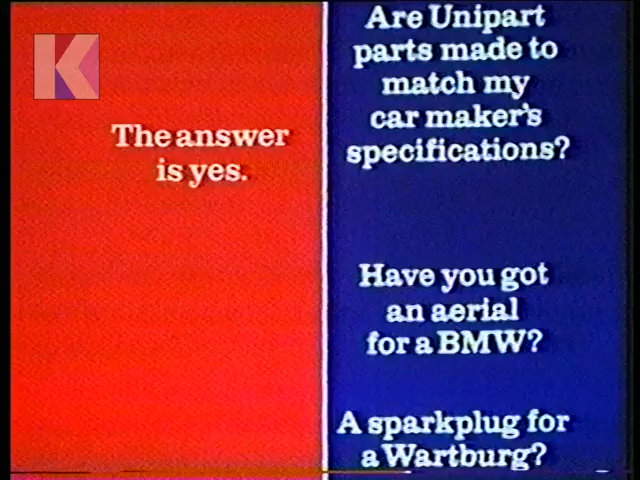 K
The answer
is yes.
Are Unipart
parts made to
match my
car maker's
specifications?
Have you got
an aerial
for a BMW?
A sparkplug for
a Wartburg?